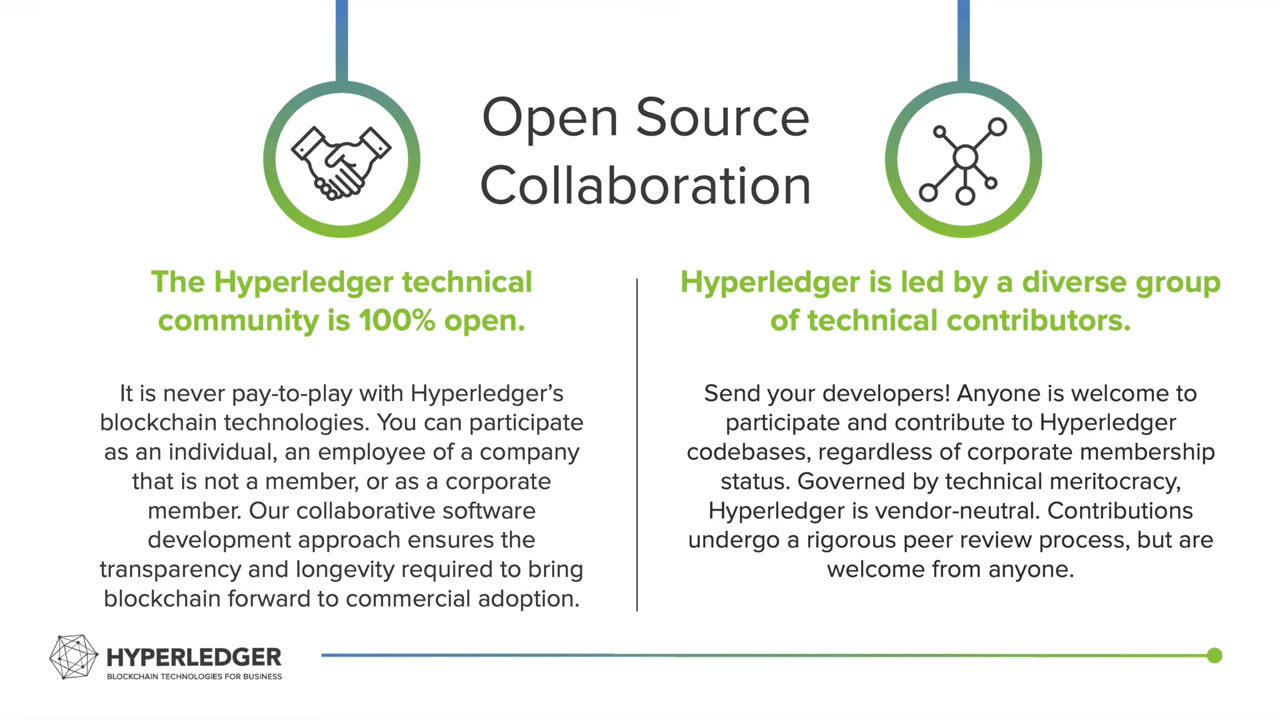 Open Source
Collaboration
The Hyperledger technical
community is 100% open.
It is never pay-to-play with Hyperledger’s
blockchain technologies. You can participate
as an individual, an employee of a company
that is not a member, or as a corporate
member. Our collaborative software
development approach ensures the
transparency and longevity required to bring
blockchain forward to commercial adoption.
Hyperledger is led by a diverse group
of technical contributors.
Send your developers! Anyone is welcome to
participate and contribute to Hyperledger
codebases, regardless of corporate membership
status. Governed by technical meritocracy,
Hyperledger is vendor-neutral. Contributions
undergo a rigorous peer review process, but are
welcome from anyone.
HYPERLEDGER
BLOCKCHAIN TECHNOLOGIES FOR BUSINESS